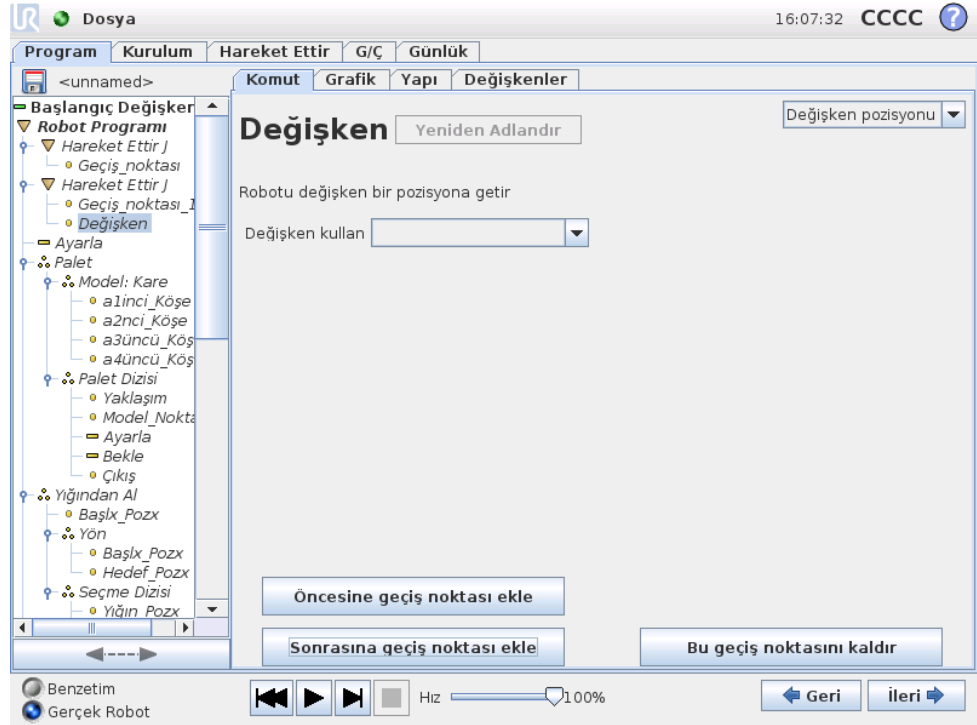 Dosya
16:07:32 CCCC ?
Program Kurulum Hareket Ettir G/Ç Günlük
<unnamed>
Komut Grafik Yapı Değişkenler
Başlangıç Değişker
Robot Programı
Hareket Ettir J
Geçiş_noktası
Hareket Ettir J
Geçiş_noktası_1
Değişken
Ayarla
Palet
Model: Kare
a1inci_Köşe
a2nci_Köşe
a3üncü_Köş
a4üncü_Köş
Palet Dizisi
Yaklaşım
Model_Nokta
Ayarla
Bekle
Çıkış
Yığından Al
Başlx_Pozx
Yön
Başlx_Pozx
Hedef_Pozx
Seçme Dizisi
Yığın_Pozx
Değişken Yeniden Adlandır
Değişken pozisyonu
Robotu değişken bir pozisyona getir
Değişken kullan
Öncesine geçiş noktası ekle
Sonrasına geçiş noktası ekle
Bu geçiş noktasını kaldır
Benzetim
Gerçek Robot
Hız 100%
Geri İleri